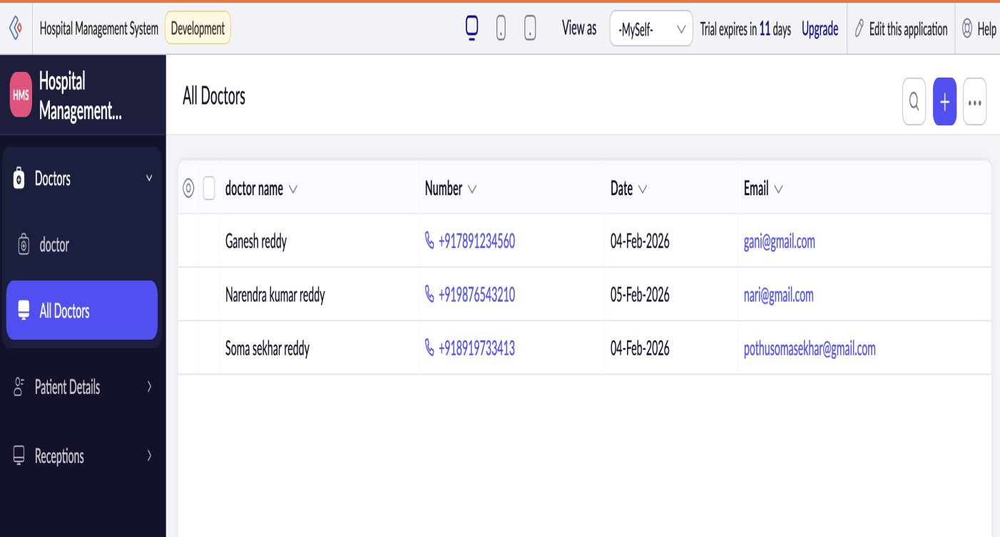 Hospital Management System Development View as -MySelf- Trial expires in 11 days Upgrade Edit this application Help
HMS Hospital
Management...
All Doctors
Doctors
doctor
All Doctors
Patient Details
Receptions
doctor name Number Date Email
Ganesh reddy +917891234560 04-Feb-2026 gani@gmail.com
Narendra kumar reddy +919876543210 05-Feb-2026 nari@gmail.com
Soma sekhar reddy +918919733413 04-Feb-2026 pothusomasekhar@gmail.com